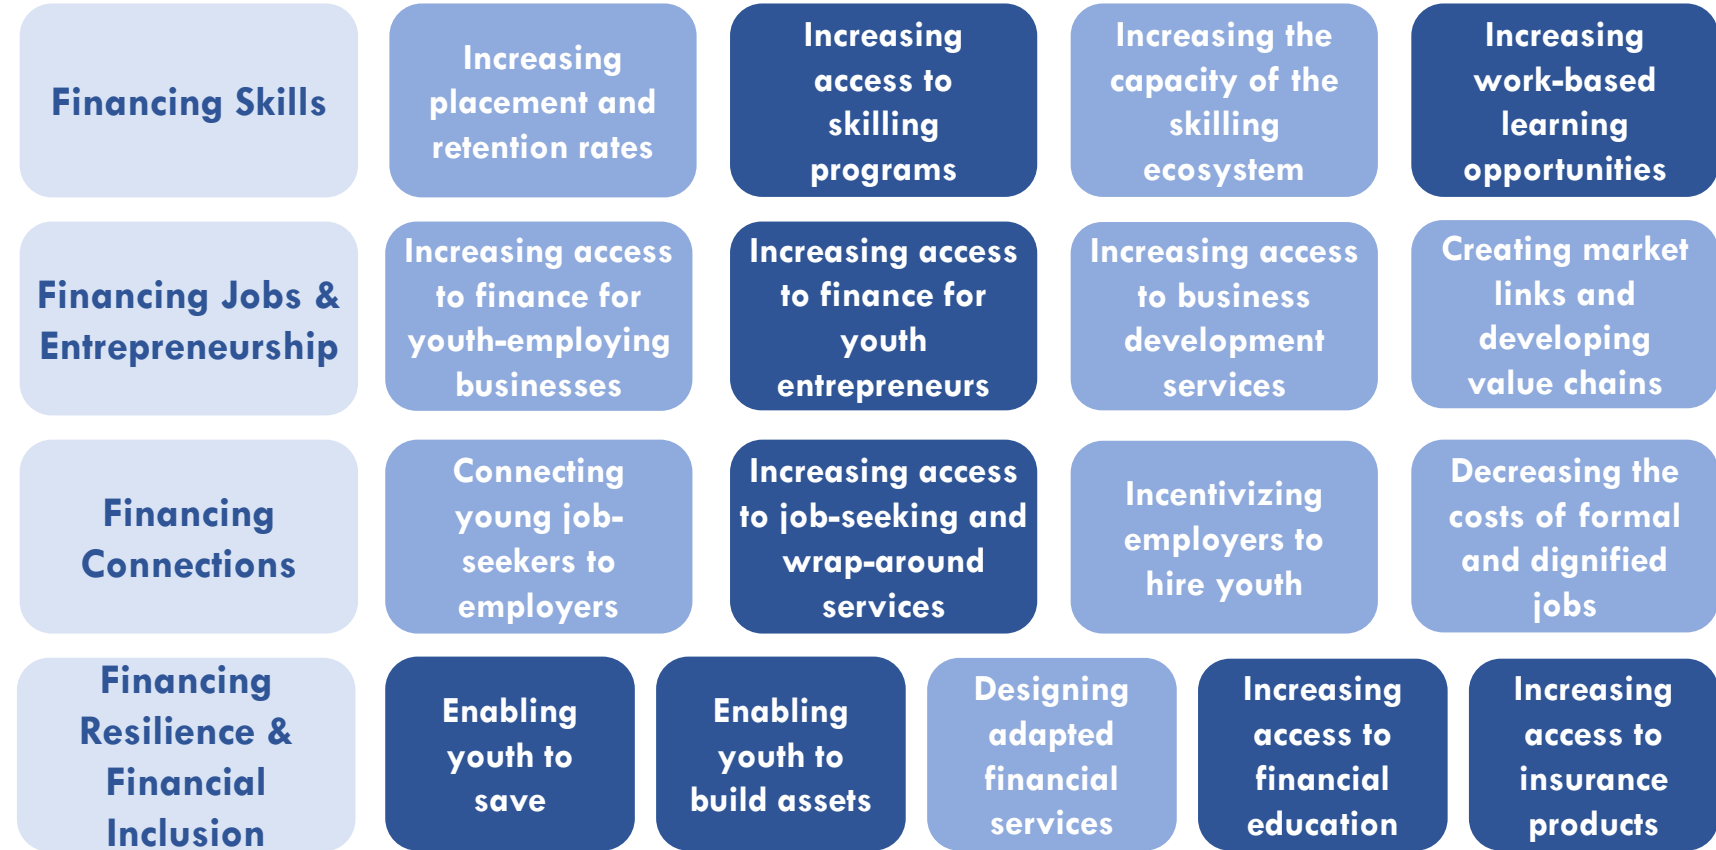 Financing Skills
Increasing
placement and
retention rates
Increasing
access to
skilling
programs
Increasing the
capacity of the
skilling
ecosystem
Increasing
work-based
learning
opportunities
Financing Jobs &
Entrepreneurship
Increasing access
to finance for
youth-employing
businesses
Increasing access
to finance for
youth
entrepreneurs
Increasing access
to business
development
services
Creating market
links and
developing
value chains
Financing
Connections
Connecting
young job-
seekers to
employers
Increasing access
to job-seeking and
wrap-around
services
Incentivizing
employers to
hire youth
Decreasing the
costs of formal
and dignified
jobs
Financing
Resilience &
Financial
Inclusion
Enabling
youth to
save
Enabling
youth to
build assets
Designing
adapted
financial
services
Increasing
access to
financial
education
Increasing
access to
insurance
products